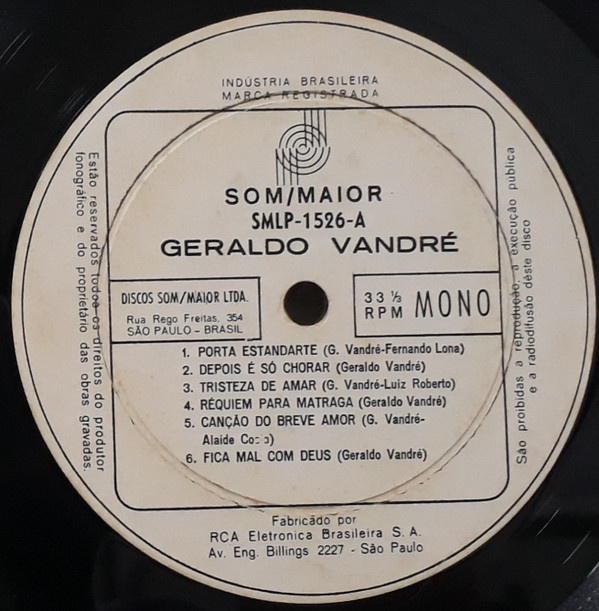 INDÚSTRIA BRASILEIRA
MARCA REGISTRADA
SOM/MAIOR
SMLP-1526-A
GERALDO VANDRÉ
DISCOS SOM/MAIOR LTDA.
Rua Rego Freitas, 354
SÃO PAULO - BRASIL
33 ⅓
RPM MONO
1. PORTA ESTANDARTE (G. Vandré-Fernando Lona)
2. DEPOIS É SÓ CHORAR (Geraldo Vandré)
3. TRISTEZA DE AMAR (G. Vandré-Luiz Roberto)
4. RÉQUIEM PARA MATRAGA (Geraldo Vandré)
5. CANÇÃO DO BREVE AMOR (G. Vandré-
Alaide
6. FICA MAL COM DEUS (Geraldo Vandré)
Estão reservados todos os direitos do produtor
fonográfico e do proprietário das obras gravadas.
São proibidas a reprodução, a execução publica
e a radiodifusão dêste disco
Fabricado por
RCA Eletronica Brasileira S. A.
Av. Eng. Billings 2227 - São Paulo